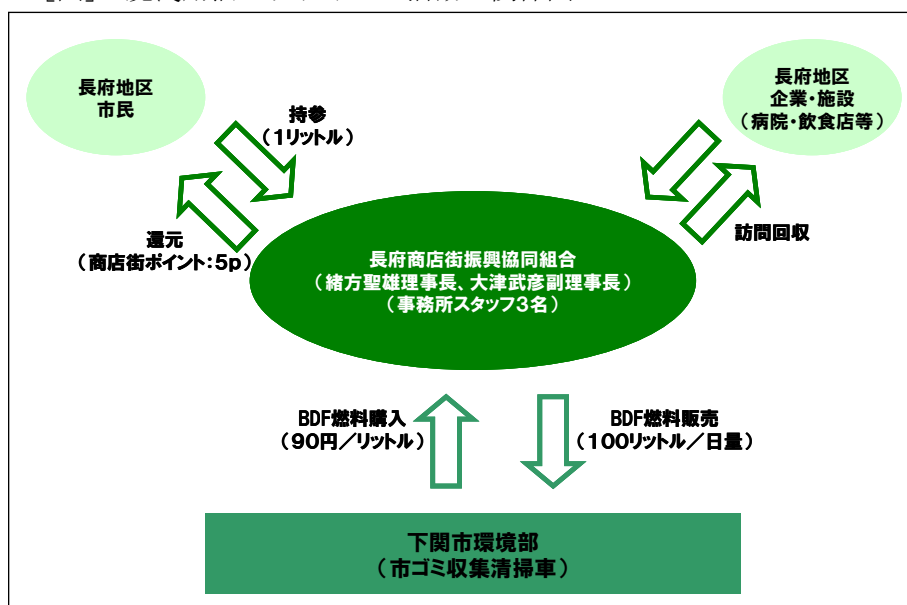 長府地区
市民
長府地区
企業・施設
（病院・飲食店等）
持参
（1リットル）
還元
（商店街ポイント：5p）
訪問回収
長府商店街振興協同組合
（緒方聖雄理事長、大津武彦副理事長）
（事務所スタッフ3名）
BDF燃料購入
（90円／リットル）
BDF燃料販売
（100リットル／日量）
下関市環境部
（市ゴミ収集清掃車）